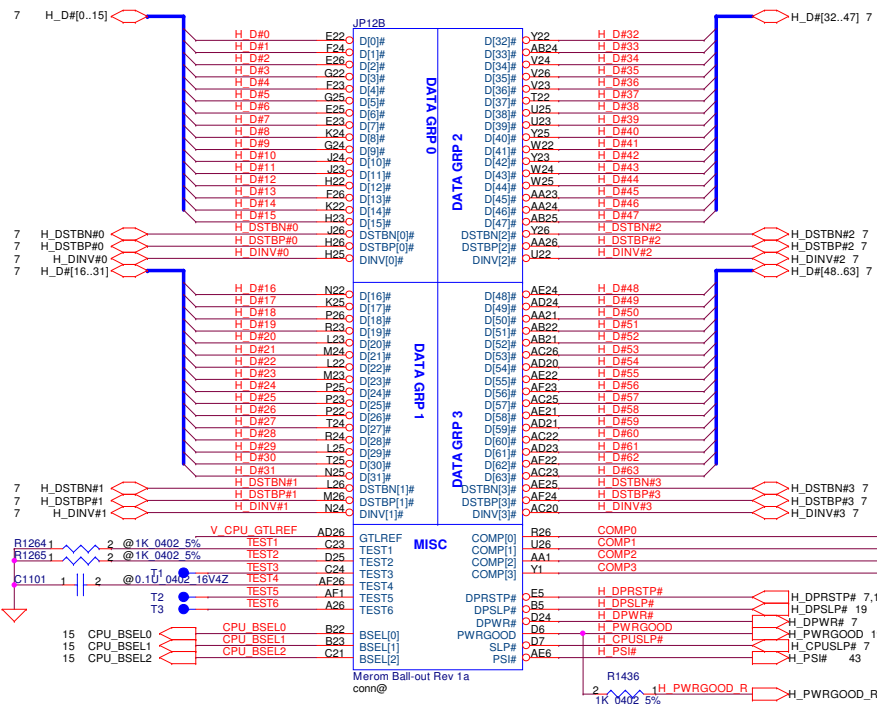 JP12B
7 H_D#[0..15] H_D#[32..47] 7
H_D#0 E22 D[0]# D[32]# Y22 H_D#32
H_D#1 F24 D[1]# D[33]# AB24 H_D#33
H_D#2 E26 D[2]# D[34]# V24 H_D#34
H_D#3 G22 D[3]# D[35]# V26 H_D#35
H_D#4 F23 D[4]# D[36]# V23 H_D#36
H_D#5 G25 D[5]# D[37]# T22 H_D#37
H_D#6 E25 D[6]# D[38]# U25 H_D#38
H_D#7 E23 D[7]# D[39]# U23 H_D#39
H_D#8 K24 D[8]# D[40]# Y25 H_D#40
H_D#9 G24 D[9]# D[41]# W22 H_D#41
H_D#10 J24 D[10]# D[42]# Y23 H_D#42
H_D#11 J23 D[11]# D[43]# W24 H_D#43
H_D#12 H22 D[12]# D[44]# W25 H_D#44
H_D#13 F26 D[13]# D[45]# AA23 H_D#45
H_D#14 K22 D[14]# D[46]# AA24 H_D#46
H_D#15 H23 D[15]# D[47]# AB25 H_D#47
7 H_DSTBN#0 H_DSTBN#0 J26 DSTBN[0]# DSTBN[2]# Y26 H_DSTBN#2 H_DSTBN#2 7
7 H_DSTBP#0 H_DSTBP#0 H26 DSTBP[0]# DSTBP[2]# AA26 H_DSTBP#2 H_DSTBP#2 7
7 H_DINV#0 H_DINV#0 H25 DINV[0]# DINV[2]# U22 H_DINV#2 H_DINV#2 7
DATA GRP 0
DATA GRP 2
7 H_D#[16..31] H_D#[48..63] 7
H_D#16 N22 D[16]# D[48]# AE24 H_D#48
H_D#17 K25 D[17]# D[49]# AD24 H_D#49
H_D#18 P26 D[18]# D[50]# AA21 H_D#50
H_D#19 R23 D[19]# D[51]# AB22 H_D#51
H_D#20 L23 D[20]# D[52]# AB21 H_D#52
H_D#21 M24 D[21]# D[53]# AC26 H_D#53
H_D#22 L22 D[22]# D[54]# AD20 H_D#54
H_D#23 M23 D[23]# D[55]# AE22 H_D#55
H_D#24 P25 D[24]# D[56]# AF23 H_D#56
H_D#25 P23 D[25]# D[57]# AC25 H_D#57
H_D#26 P22 D[26]# D[58]# AE21 H_D#58
H_D#27 T24 D[27]# D[59]# AD21 H_D#59
H_D#28 R24 D[28]# D[60]# AC22 H_D#60
H_D#29 L25 D[29]# D[61]# AD23 H_D#61
H_D#30 T25 D[30]# D[62]# AF22 H_D#62
H_D#31 N25 D[31]# D[63]# AC23 H_D#63
7 H_DSTBN#1 H_DSTBN#1 L26 DSTBN[1]# DSTBN[3]# AE25 H_DSTBN#3 H_DSTBN#3 7
7 H_DSTBP#1 H_DSTBP#1 M26 DSTBP[1]# DSTBP[3]# AF24 H_DSTBP#3 H_DSTBP#3 7
7 H_DINV#1 H_DINV#1 N24 DINV[1]# DINV[3]# AC20 H_DINV#3 H_DINV#3 7
DATA GRP 1
DATA GRP 3
MISC
V_CPU_GTLREF AD26 GTLREF COMP[0] R26 COMP0
R1264 1 2 @1K_0402_5% TEST1 C23 TEST1 COMP[1] U26 COMP1
R1265 1 2 @1K_0402_5% TEST2 D25 TEST2 COMP[2] AA1 COMP2
T1 TEST3 C24 TEST3 COMP[3] Y1 COMP3
C1101 1 2 @0.1U_0402_16V4Z TEST4 AF26 TEST4
T2 TEST5 AF1 TEST5 DPRSTP# E5 H_DPRSTP# H_DPRSTP# 7,1
T3 TEST6 A26 TEST6 DPSLP# B5 H_DPSLP# H_DPSLP# 19
DPWR# D24 H_DPWR# H_DPWR# 7
15 CPU_BSEL0 CPU_BSEL0 B22 BSEL[0] PWRGOOD D6 H_PWRGOOD H_PWRGOOD 1
15 CPU_BSEL1 CPU_BSEL1 B23 BSEL[1] SLP# D7 H_CPUSLP# H_CPUSLP# 7
15 CPU_BSEL2 CPU_BSEL2 C21 BSEL[2] PSI# AE6 H_PSI# H_PSI# 43
Merom Ball-out Rev 1a
conn@
R1436
2 1 H_PWRGOOD_R H_PWRGOOD_R
1K_0402_5%